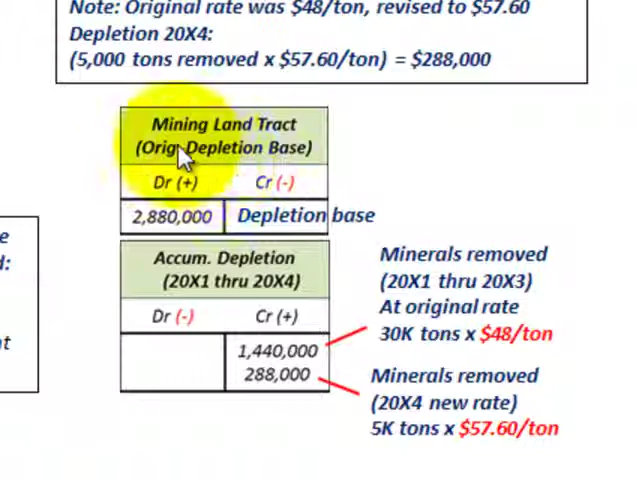 Note: Original rate was $48/ton, revised to $57.60
Depletion 20X4:
(5,000 tons removed x $57.60/ton) = $288,000
Mining Land Tract
(Orig. Depletion Base)
Dr (+) Cr (-)
2,880,000 Depletion base
Accum. Depletion
(20X1 thru 20X4)
Dr (-) Cr (+)
1,440,000
288,000
Minerals removed
(20X1 thru 20X3)
At original rate
30K tons x $48/ton
Minerals removed
(20X4 new rate)
5K tons x $57.60/ton
e
d:
nt